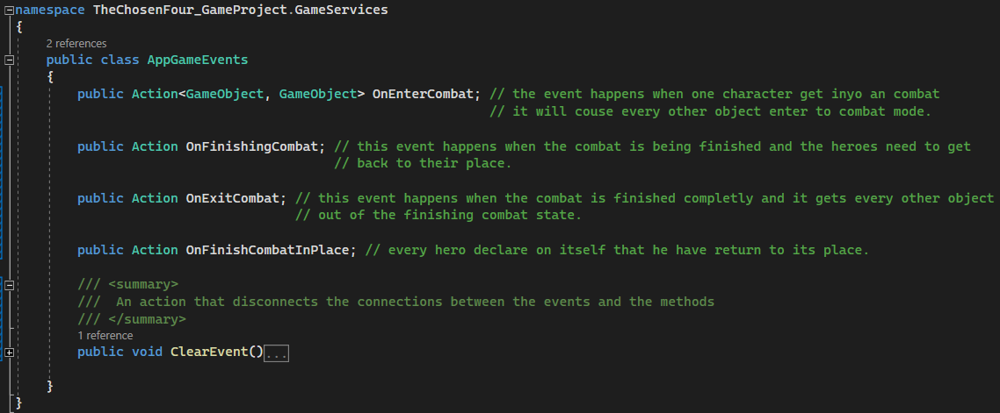 namespace TheChosenFour_GameProject.GameServices
{
2 references
public class AppGameEvents
{
public Action<GameObject, GameObject> OnEnterCombat; // the event happens when one character get inyo an combat
// it will couse every other object enter to combat mode.
public Action OnFinishingCombat; // this event happens when the combat is being finished and the heroes need to get
// back to their place.
public Action OnExitCombat; // this event happens when the combat is finished completly and it gets every other object
// out of the finishing combat state.
public Action OnFinishCombatInPlace; // every hero declare on itself that he have return to its place.
/// <summary>
///  An action that disconnects the connections between the events and the methods
/// </summary>
1 reference
public void ClearEvent()...
}
}